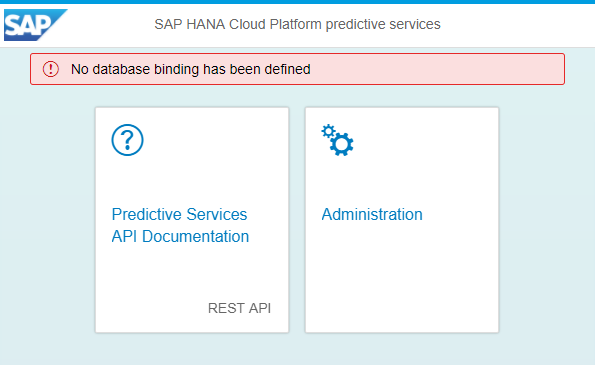 SAP
SAP HANA Cloud Platform predictive services
No database binding has been defined
Predictive Services
API Documentation
REST API
Administration